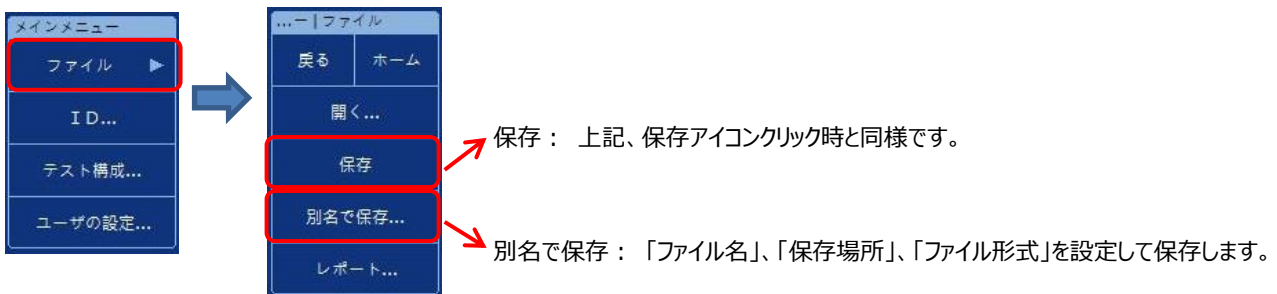 メインメニュー
ファイル ▶
ID...
テスト構成...
ユーザの設定...
...ー|ファイル
戻る ホーム
開く...
保存
別名で保存...
レポート...
保存： 上記、保存アイコンクリック時と同様です。
別名で保存：「ファイル名」、「保存場所」、「ファイル形式」を設定して保存します。